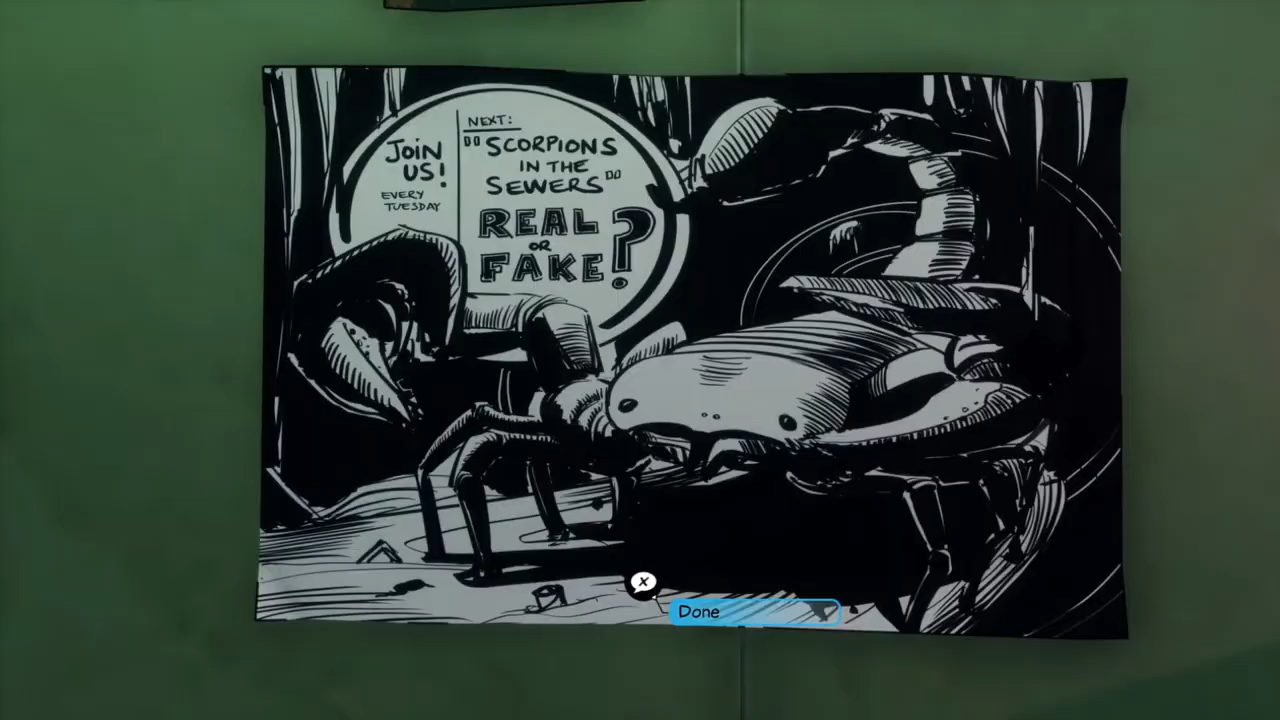 JOIN
US!
EVERY
TUESDAY
NEXT:
"SCORPIONS
IN THE
SEWERS"
REAL
OR
FAKE?
X
Done